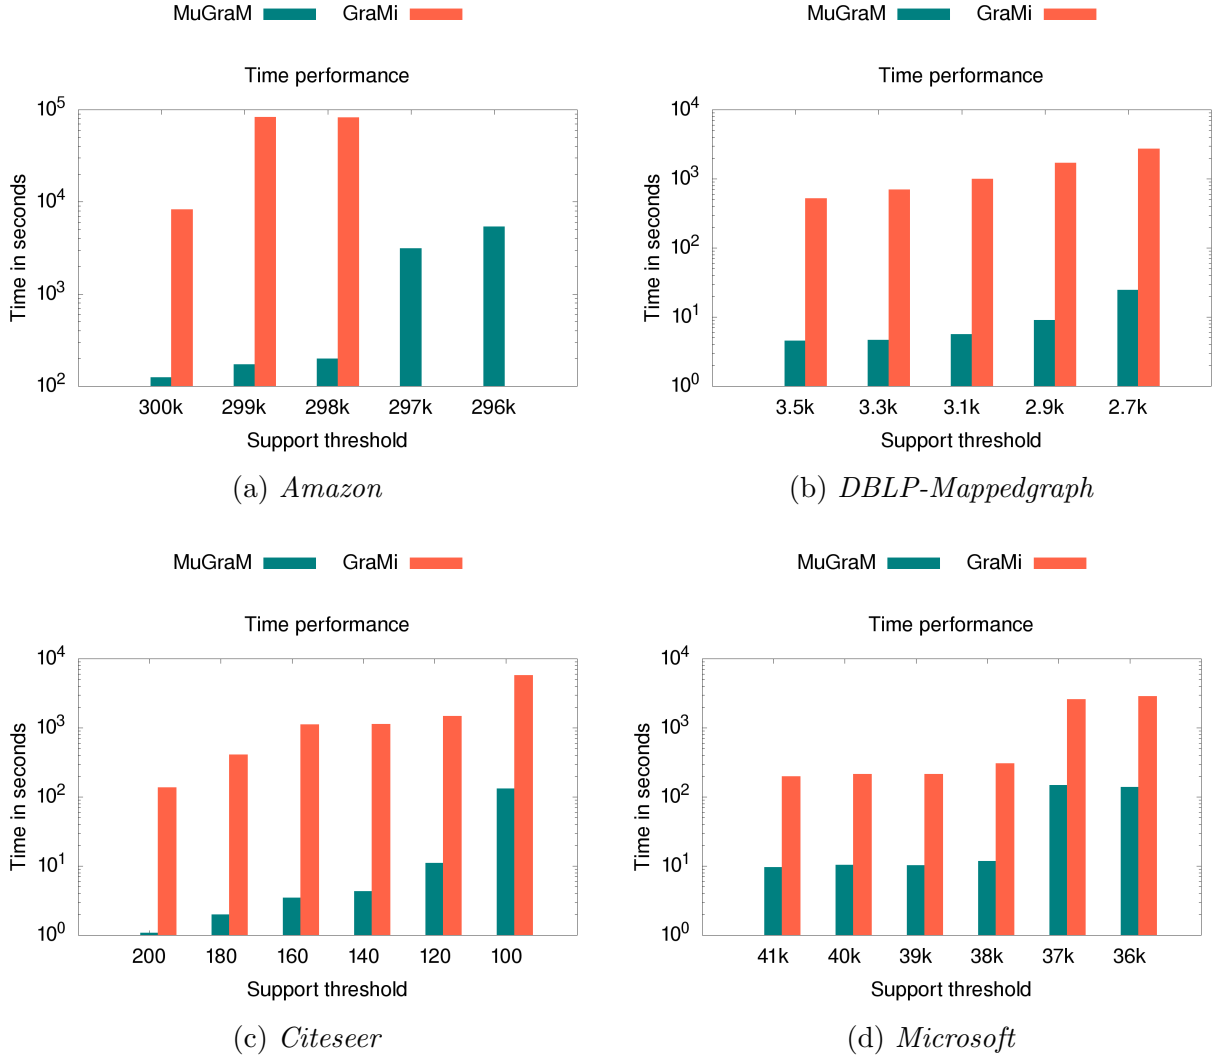 MuGraM GraMi
Time performance
Time in seconds
10^5
10^4
10^3
10^2
300k 299k 298k 297k 296k
Support threshold
(a) Amazon
MuGraM GraMi
Time performance
Time in seconds
10^4
10^3
10^2
10^1
10^0
3.5k 3.3k 3.1k 2.9k 2.7k
Support threshold
(b) DBLP-Mappedgraph
MuGraM GraMi
Time performance
Time in seconds
10^4
10^3
10^2
10^1
10^0
200 180 160 140 120 100
Support threshold
(c) Citeseer
MuGraM GraMi
Time performance
Time in seconds
10^4
10^3
10^2
10^1
10^0
41k 40k 39k 38k 37k 36k
Support threshold
(d) Microsoft